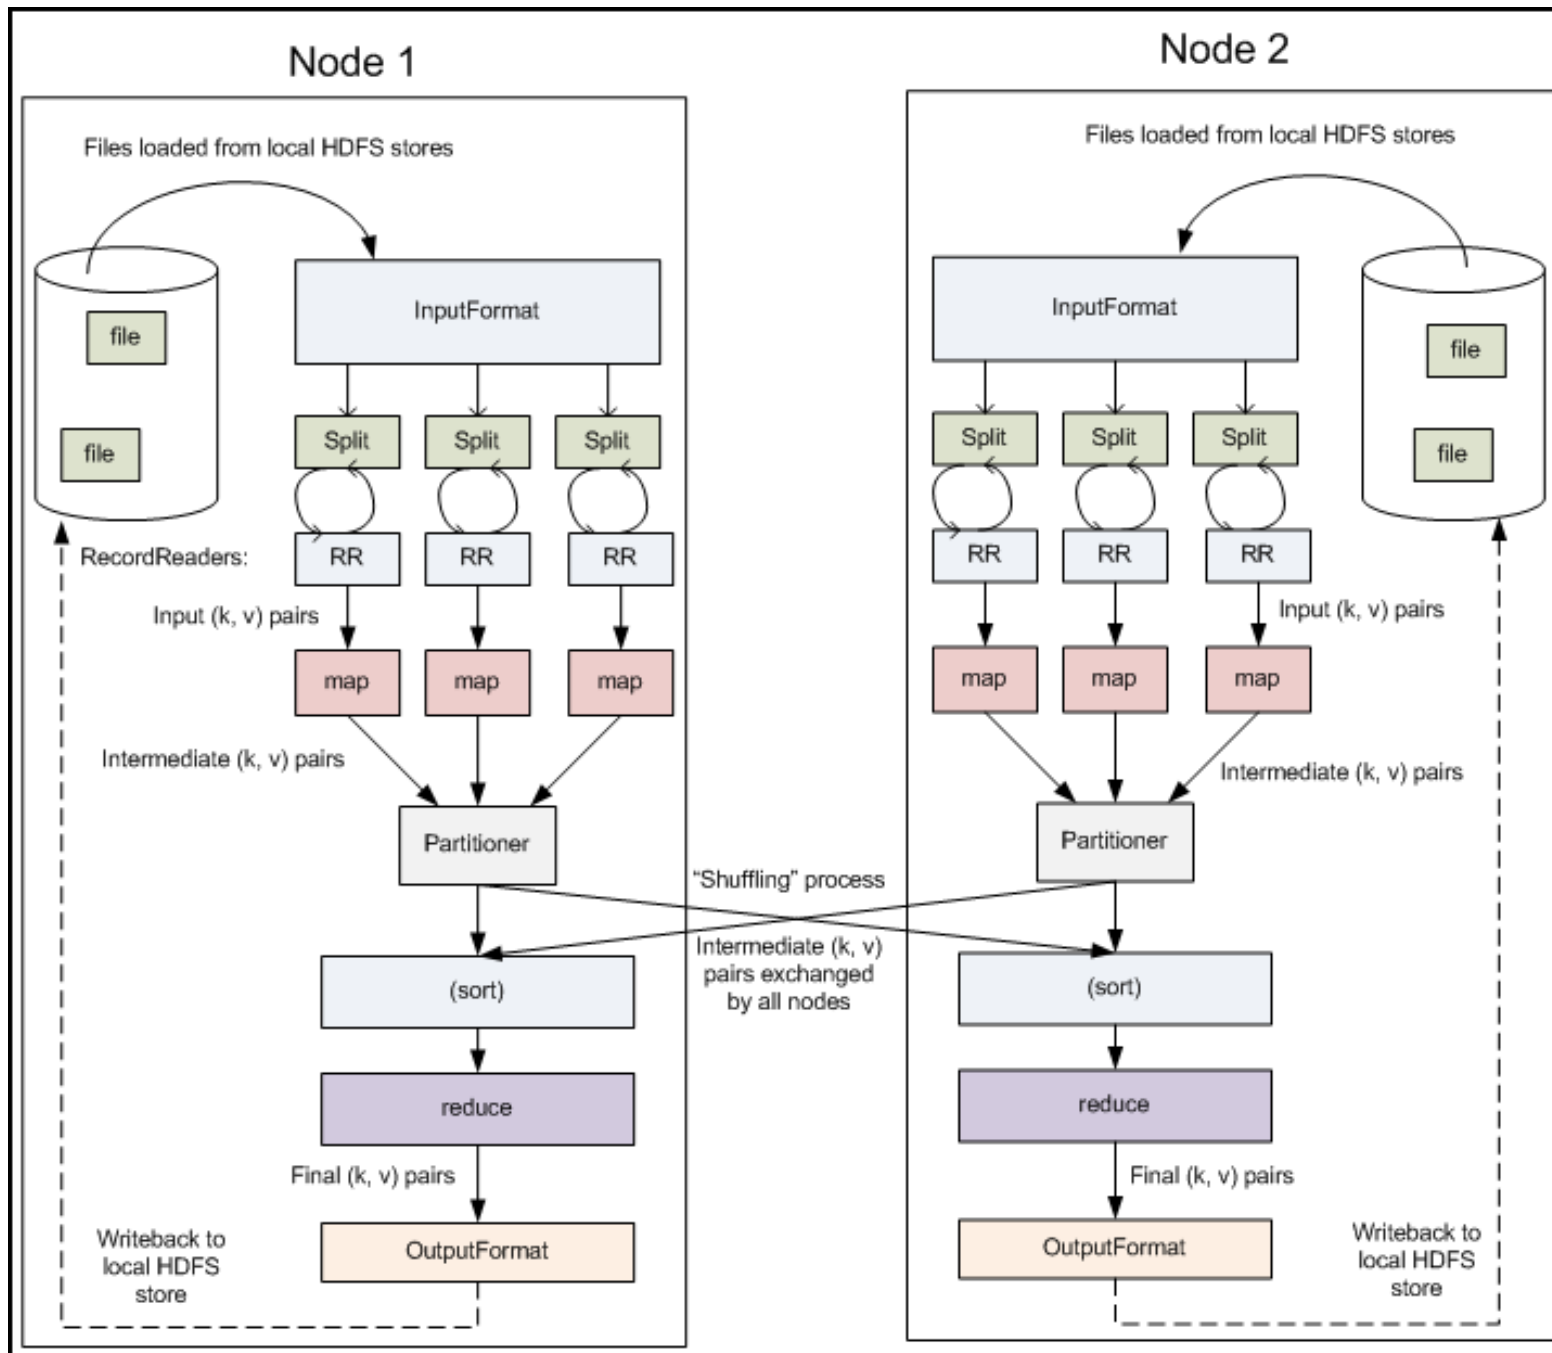 Node 1
Files loaded from local HDFS stores
InputFormat
file
file
Split Split Split
RecordReaders:
RR RR RR
Input (k, v) pairs
map map map
Intermediate (k, v) pairs
Partitioner
"Shuffling" process
Intermediate (k, v)
pairs exchanged
by all nodes
(sort)
reduce
Final (k, v) pairs
OutputFormat
Writeback to
local HDFS
store
Node 2
Files loaded from local HDFS stores
InputFormat
file
file
Split Split Split
RR RR RR
Input (k, v) pairs
map map map
Intermediate (k, v) pairs
Partitioner
(sort)
reduce
Final (k, v) pairs
OutputFormat
Writeback to
local HDFS
store